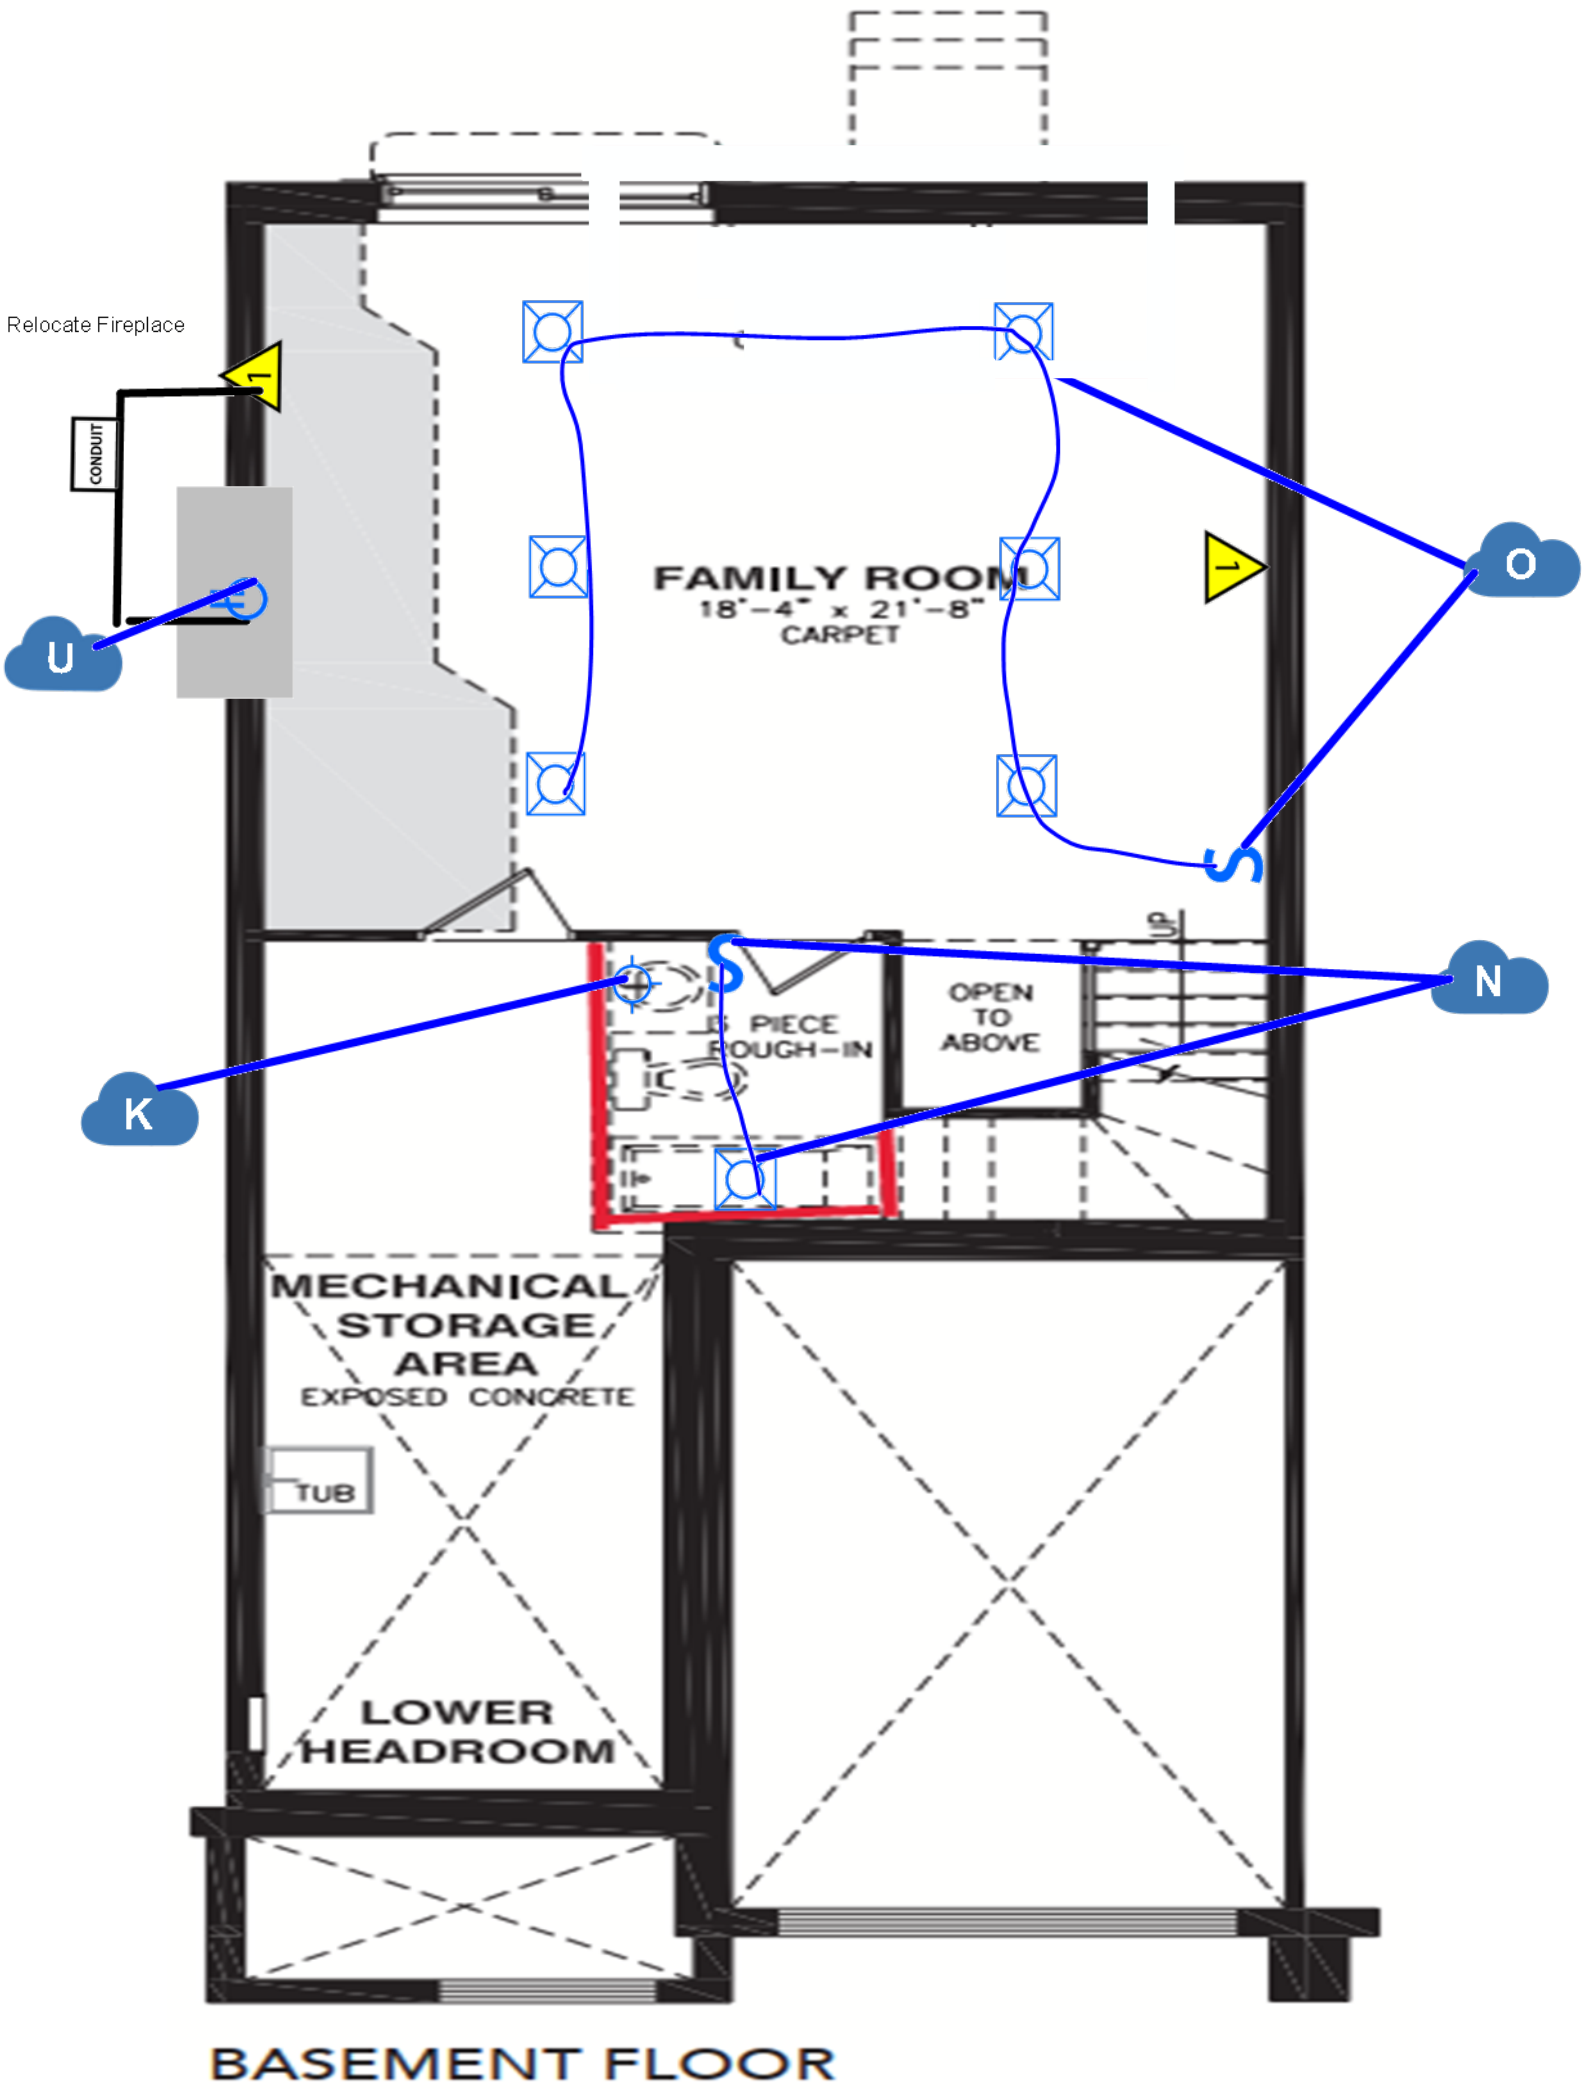 Relocate Fireplace
1
CONDUIT
O
FAMILY ROOM
18'-4" x 21'-8"
CARPET
1
U
S
UP
S
N
OPEN
TO
ABOVE
3 PIECE
ROUGH-IN
K
MECHANICAL
STORAGE
AREA
EXPOSED CONCRETE
TUB
LOWER
HEADROOM
BASEMENT FLOOR